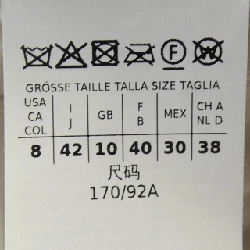 F W
GRÖSSE TAILLE TALLA SIZE TAGLIA
USA I GB F MEX CH A
CA J B NL D
COL
8 42 10 40 30 38
尺码
170/92A